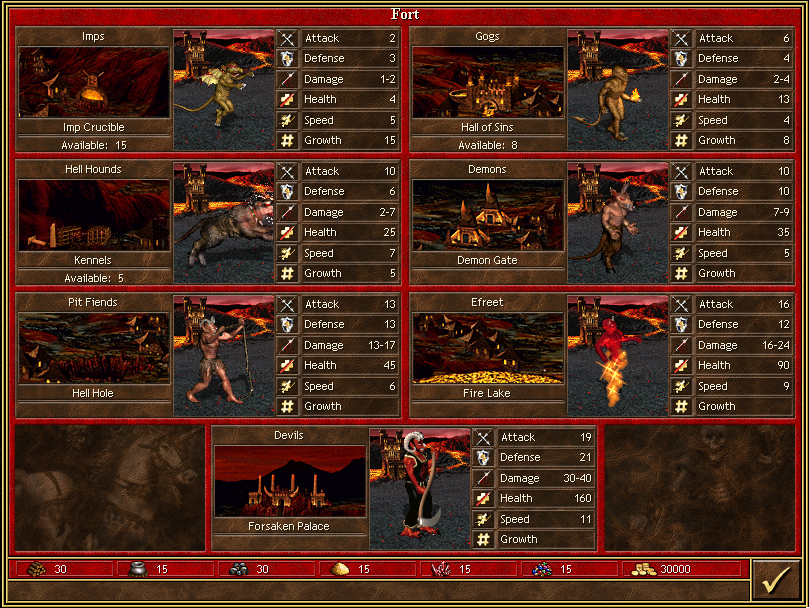 Fort
Imps
Imp Crucible
Available: 15
Attack 2
Defense 3
Damage 1-2
Health 4
Speed 5
Growth 15
Gogs
Hall of Sins
Available: 8
Attack 6
Defense 4
Damage 2-4
Health 13
Speed 4
Growth 8
Hell Hounds
Kennels
Available: 5
Attack 10
Defense 6
Damage 2-7
Health 25
Speed 7
Growth 5
Demons
Demon Gate
Attack 10
Defense 10
Damage 7-9
Health 35
Speed 5
Growth
Pit Fiends
Hell Hole
Attack 13
Defense 13
Damage 13-17
Health 45
Speed 6
Growth
Efreet
Fire Lake
Attack 16
Defense 12
Damage 16-24
Health 90
Speed 9
Growth
Devils
Forsaken Palace
Attack 19
Defense 21
Damage 30-40
Health 160
Speed 11
Growth
30 15 30 15 15 15 30000